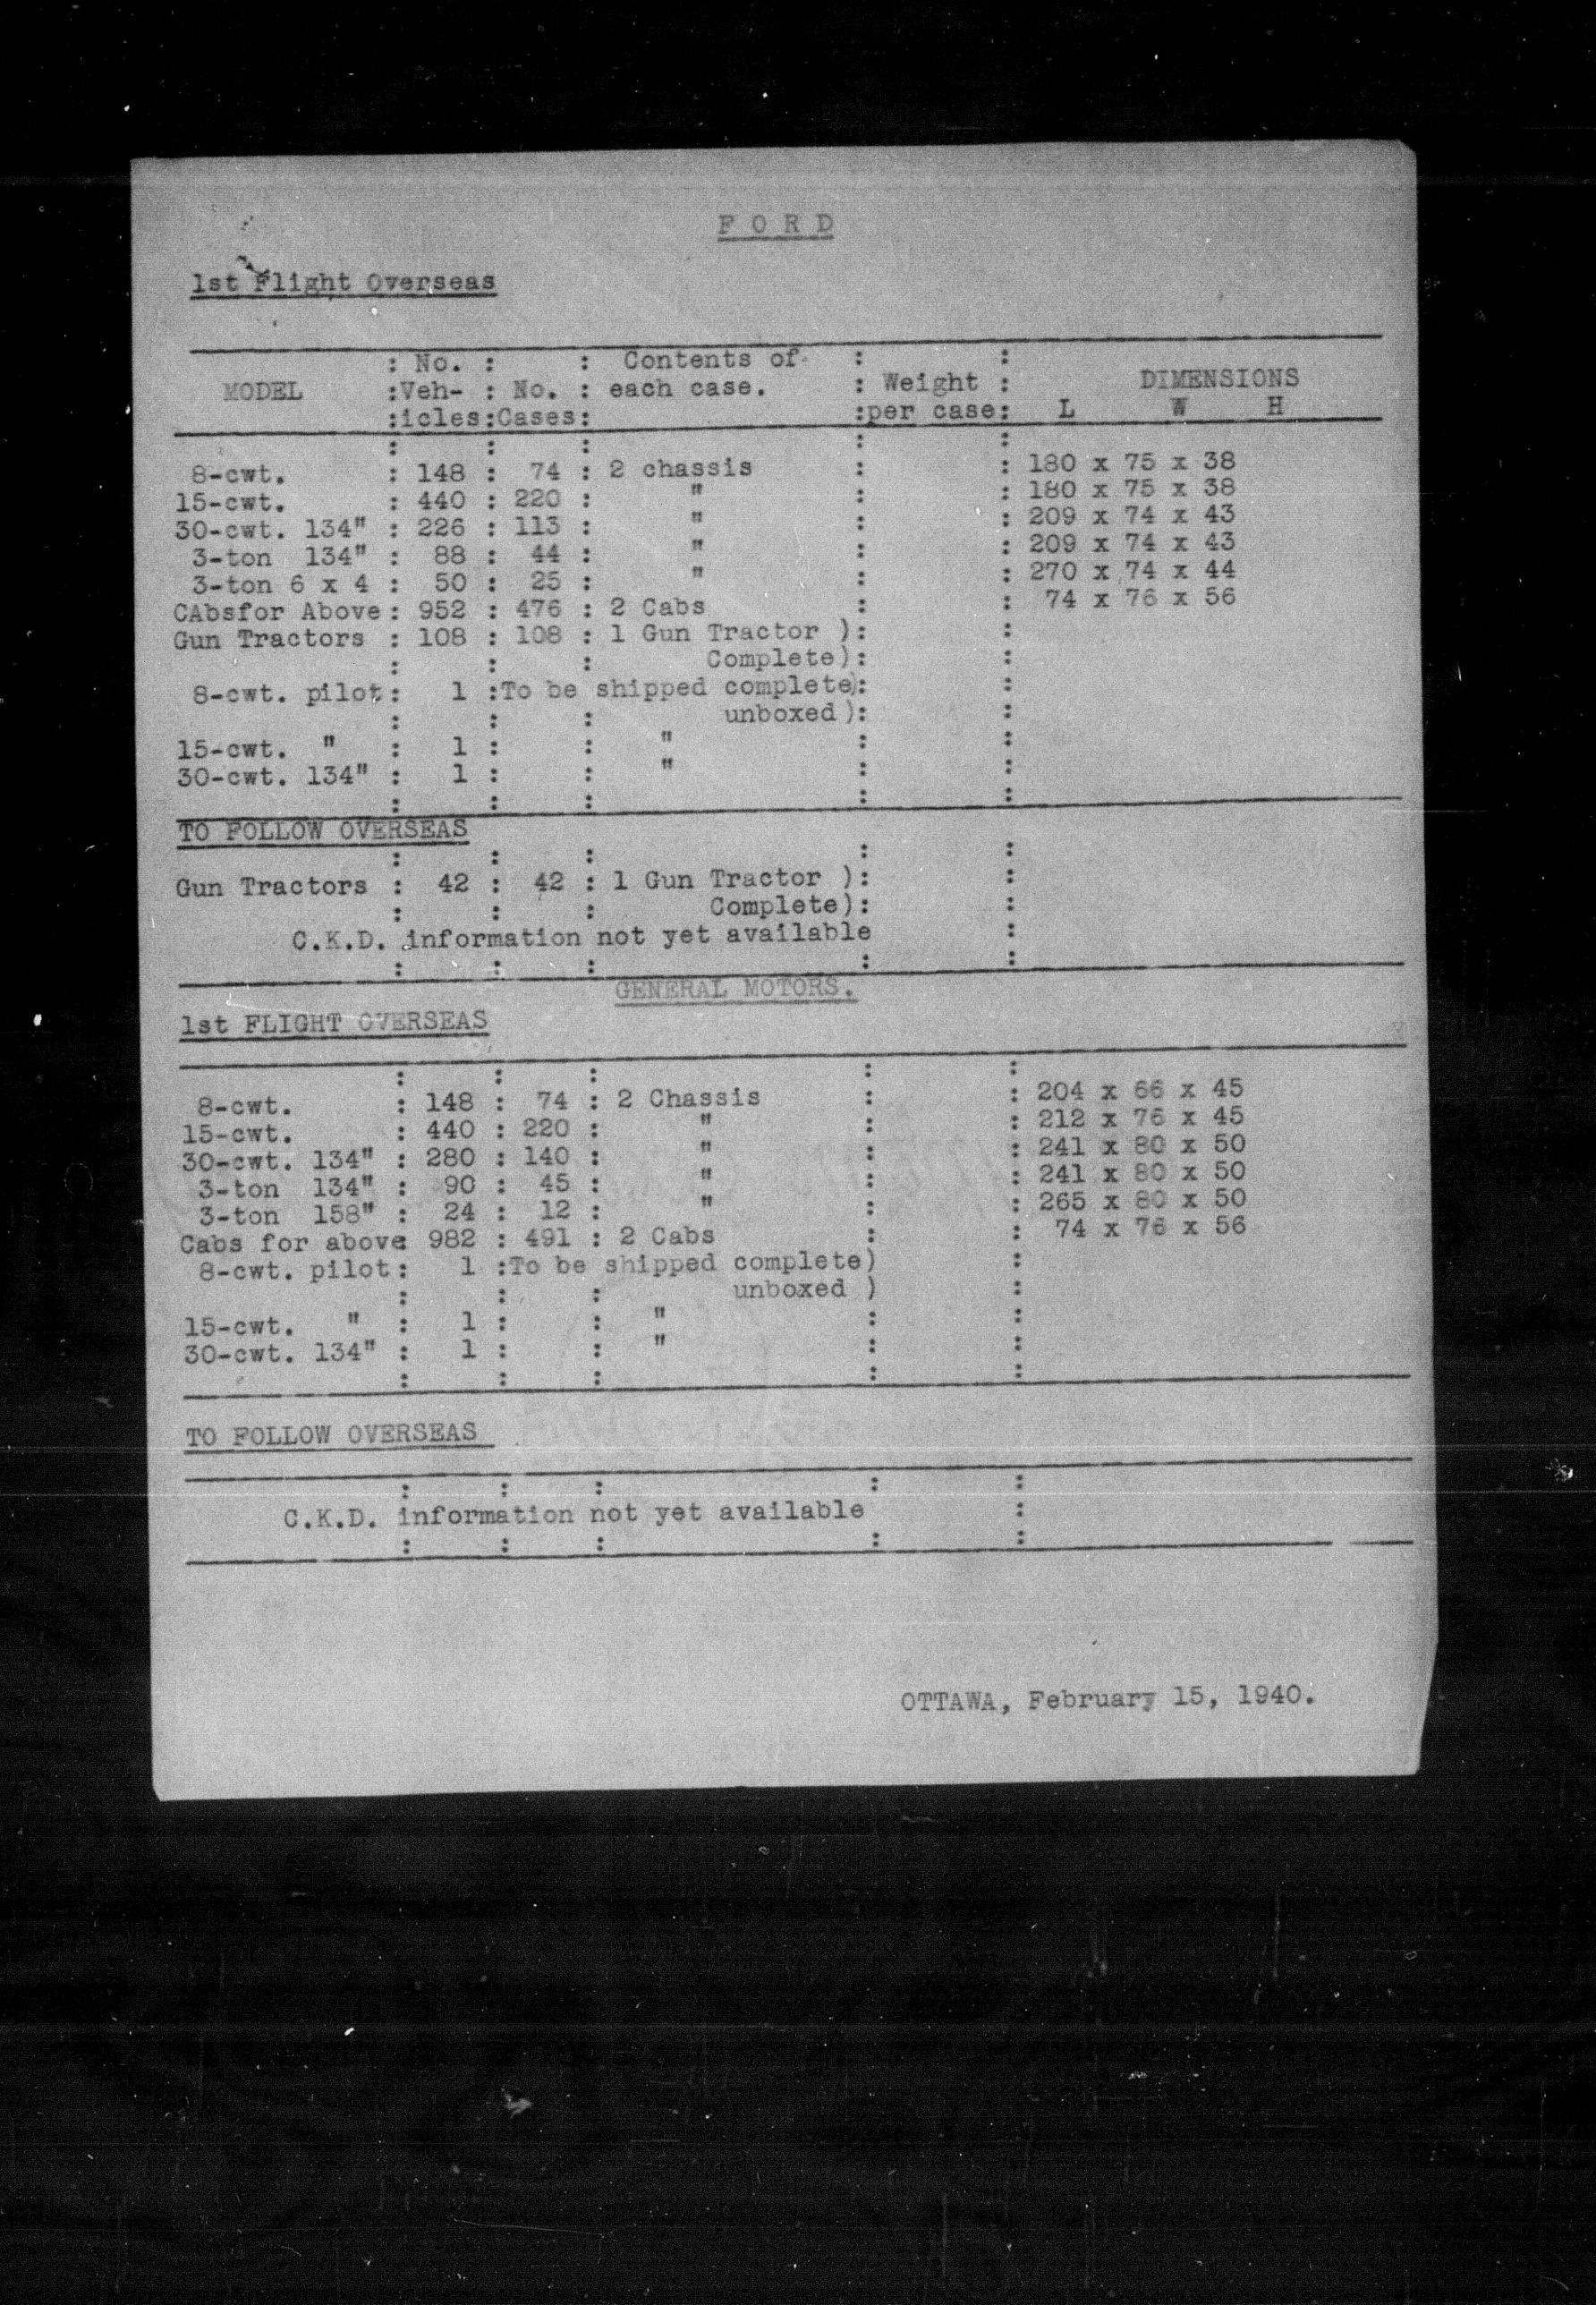 F O R D
1st Flight Overseas
: No. : : Contents of : :
MODEL :Veh- : No. : each case. : Weight : DIMENSIONS
:icles:Cases: :per case: L W H
8-cwt. : 148 : 74 : 2 chassis : : 180 x 75 x 38
15-cwt. : 440 : 220 : " : : 180 x 75 x 38
30-cwt. 134" : 226 : 113 : " : : 209 x 74 x 43
3-ton 134" : 88 : 44 : " : : 209 x 74 x 43
3-ton 6 x 4 : 50 : 25 : " : : 270 x 74 x 44
CAbsfor Above: 952 : 476 : 2 Cabs : : 74 x 76 x 56
Gun Tractors : 108 : 108 : 1 Gun Tractor ): :
: : : Complete): :
8-cwt. pilot: 1 :To be shipped complete): :
: : : unboxed ): :
15-cwt. " : 1 : : " : :
30-cwt. 134" : 1 : : " : :
TO FOLLOW OVERSEAS
Gun Tractors : 42 : 42 : 1 Gun Tractor ): :
: : : Complete): :
C.K.D. information not yet available :
GENERAL MOTORS.
1st FLIGHT OVERSEAS
8-cwt. : 148 : 74 : 2 Chassis : : 204 x 66 x 45
15-cwt. : 440 : 220 : " : : 212 x 76 x 45
30-cwt. 134" : 280 : 140 : " : : 241 x 80 x 50
3-ton 134" : 90 : 45 : " : : 241 x 80 x 50
3-ton 158" : 24 : 12 : " : : 265 x 80 x 50
Cabs for above: 982 : 491 : 2 Cabs : : 74 x 76 x 56
8-cwt. pilot: 1 :To be shipped complete) :
: : : unboxed ) :
15-cwt. " : 1 : : " : :
30-cwt. 134" : 1 : : " : :
TO FOLLOW OVERSEAS
C.K.D. information not yet available :
OTTAWA, February 15, 1940.